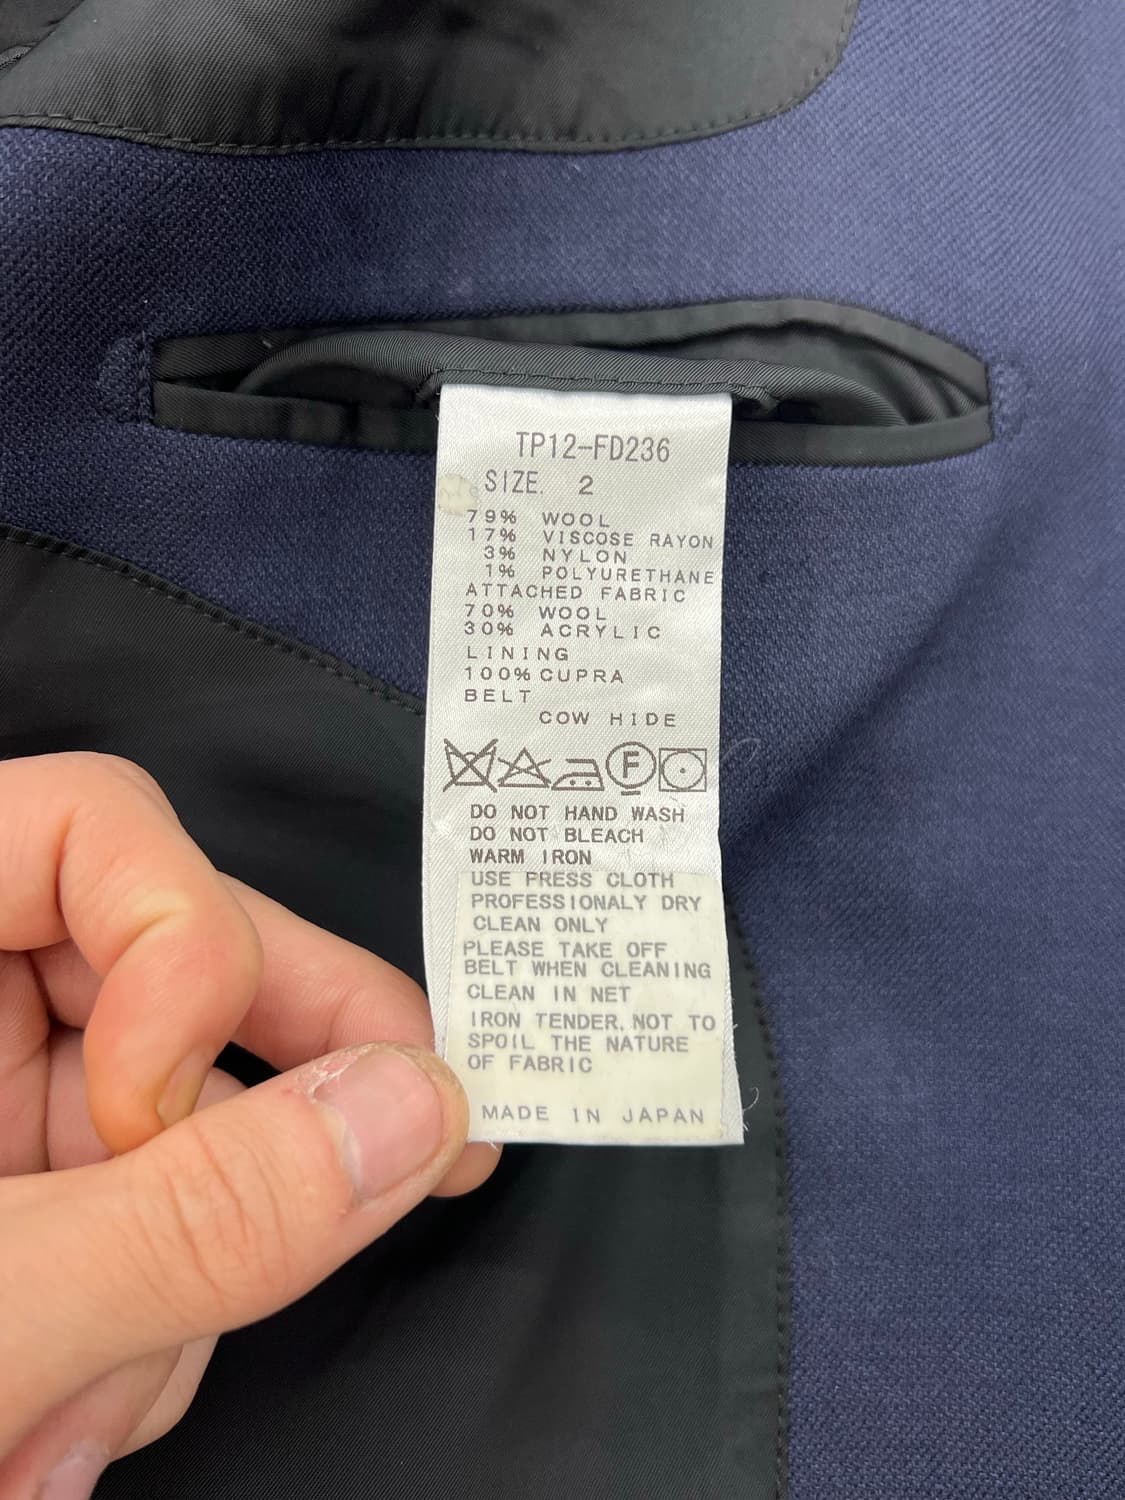 TP12-FD236
SIZE. 2
79% WOOL
17% VISCOSE RAYON
3% NYLON
1% POLYURETHANE
ATTACHED FABRIC
70% WOOL
30% ACRYLIC
LINING
100% CUPRA
BELT
COW HIDE
F
DO NOT HAND WASH
DO NOT BLEACH
WARM IRON
USE PRESS CLOTH
PROFESSIONALY DRY
CLEAN ONLY
PLEASE TAKE OFF
BELT WHEN CLEANING
CLEAN IN NET
IRON TENDER. NOT TO
SPOIL THE NATURE
OF FABRIC
MADE IN JAPAN